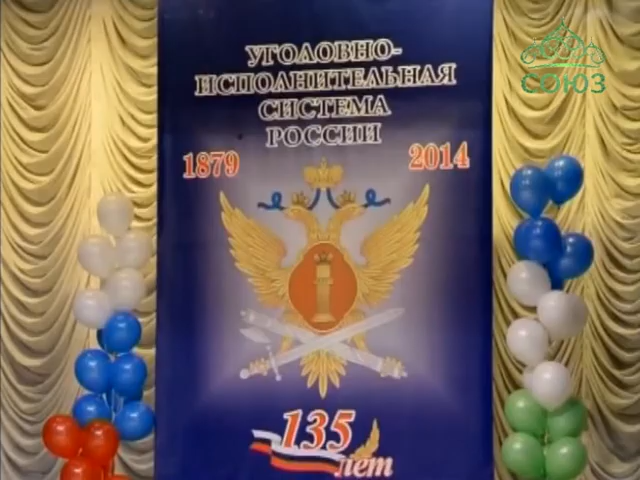 УГОЛОВНО-
ИСПОЛНИТЕЛЬНАЯ
СИСТЕМА
РОССИИ
1879 2014
135
лет
СОЮЗ